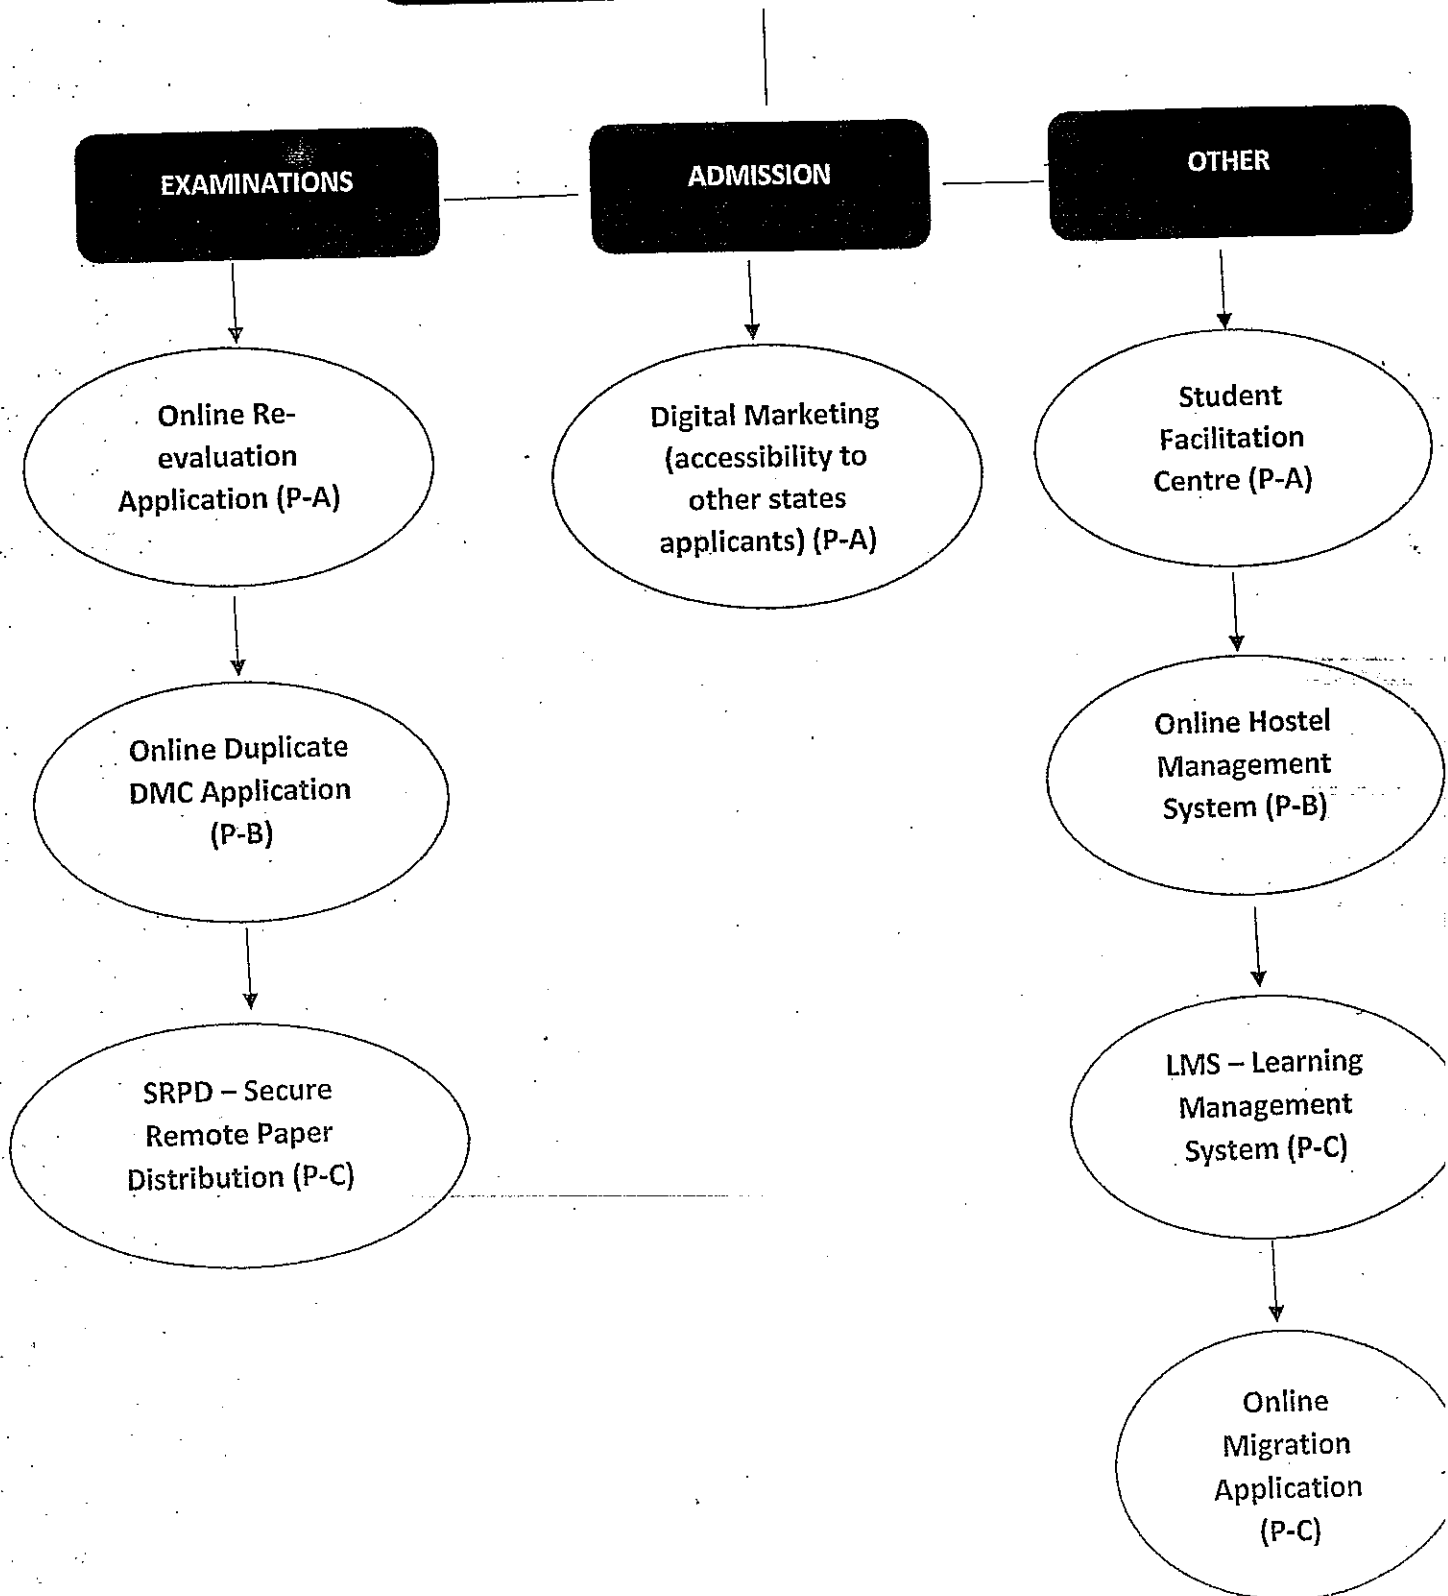 EXAMINATIONS
ADMISSION
OTHER
Online Re-
evaluation
Application (P-A)
Online Duplicate
DMC Application
(P-B)
SRPD – Secure
Remote Paper
Distribution (P-C)
Digital Marketing
(accessibility to
other states
applicants) (P-A)
Student
Facilitation
Centre (P-A)
Online Hostel
Management
System (P-B)
LMS – Learning
Management
System (P-C)
Online
Migration
Application
(P-C)